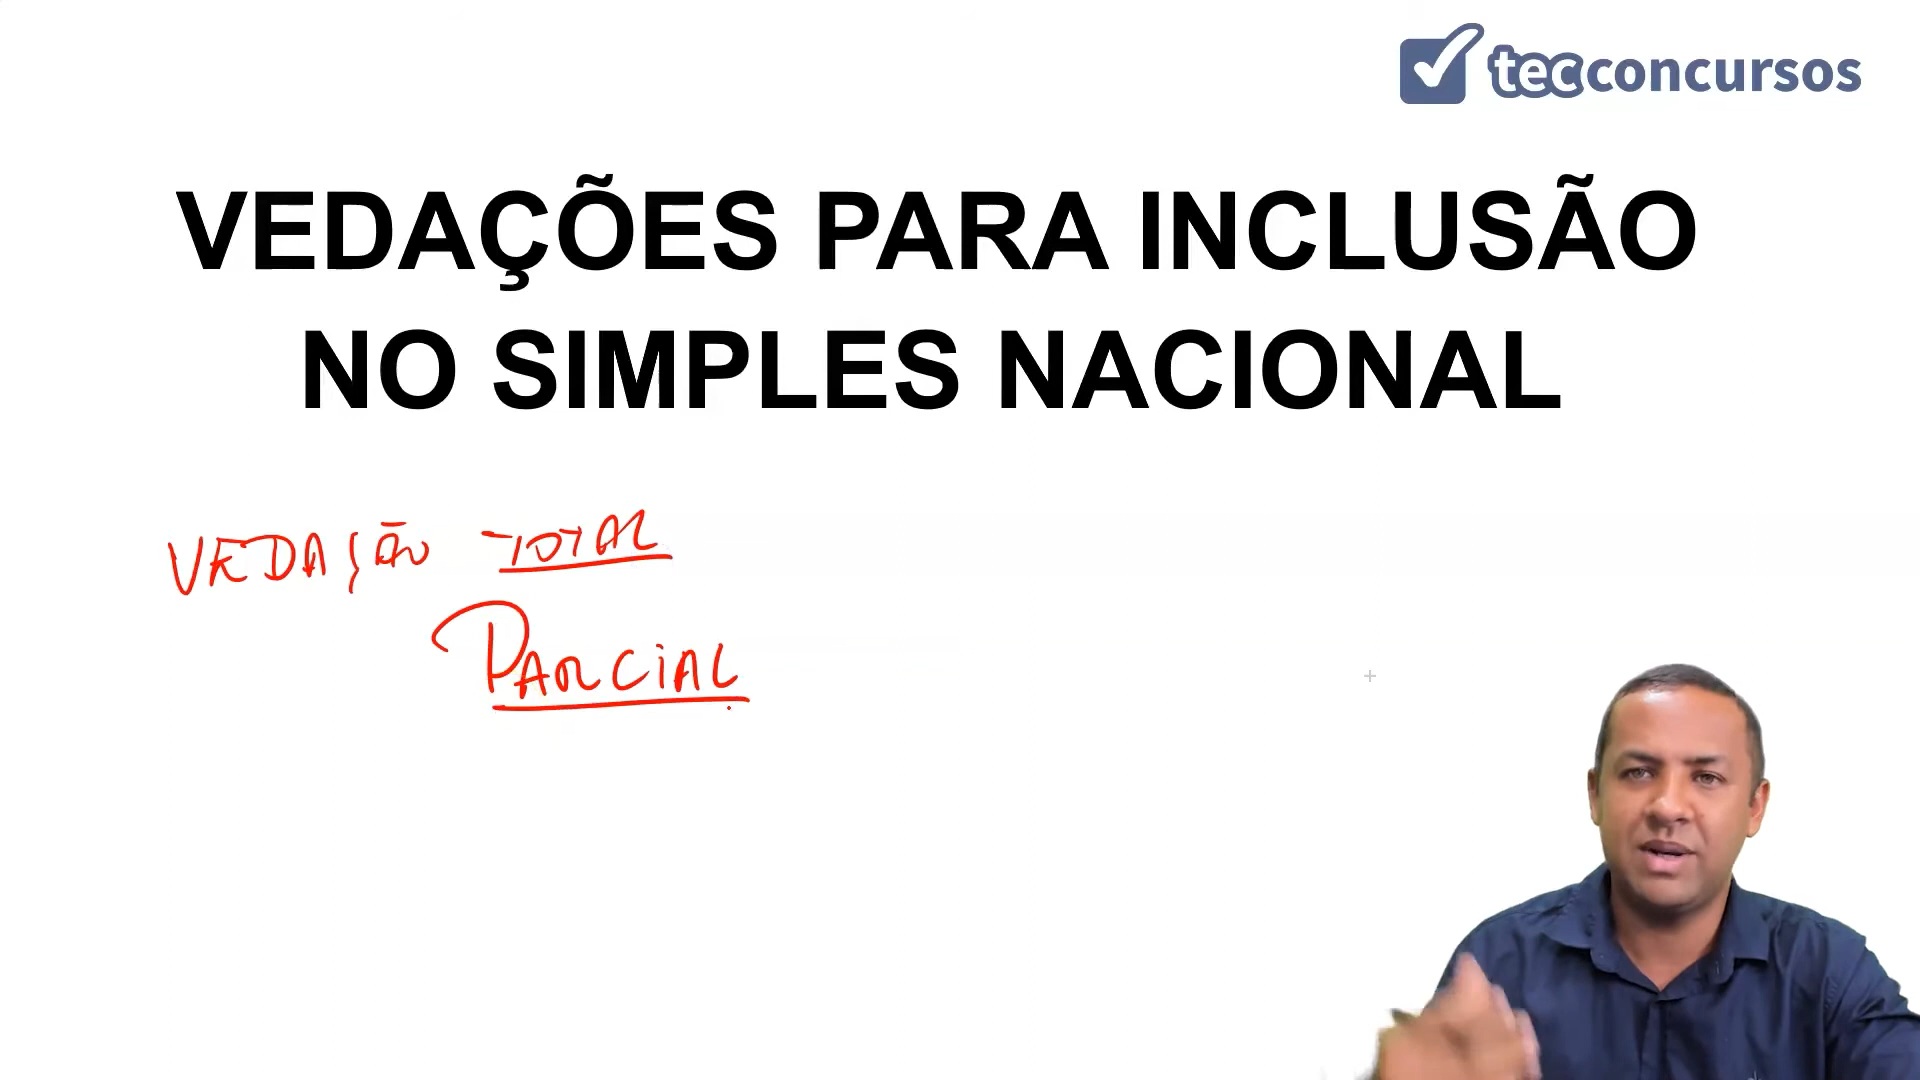 tecconcursos
VEDAÇÕES PARA INCLUSÃO
NO SIMPLES NACIONAL
VEDAÇÃO TOTAL
PARCIAL